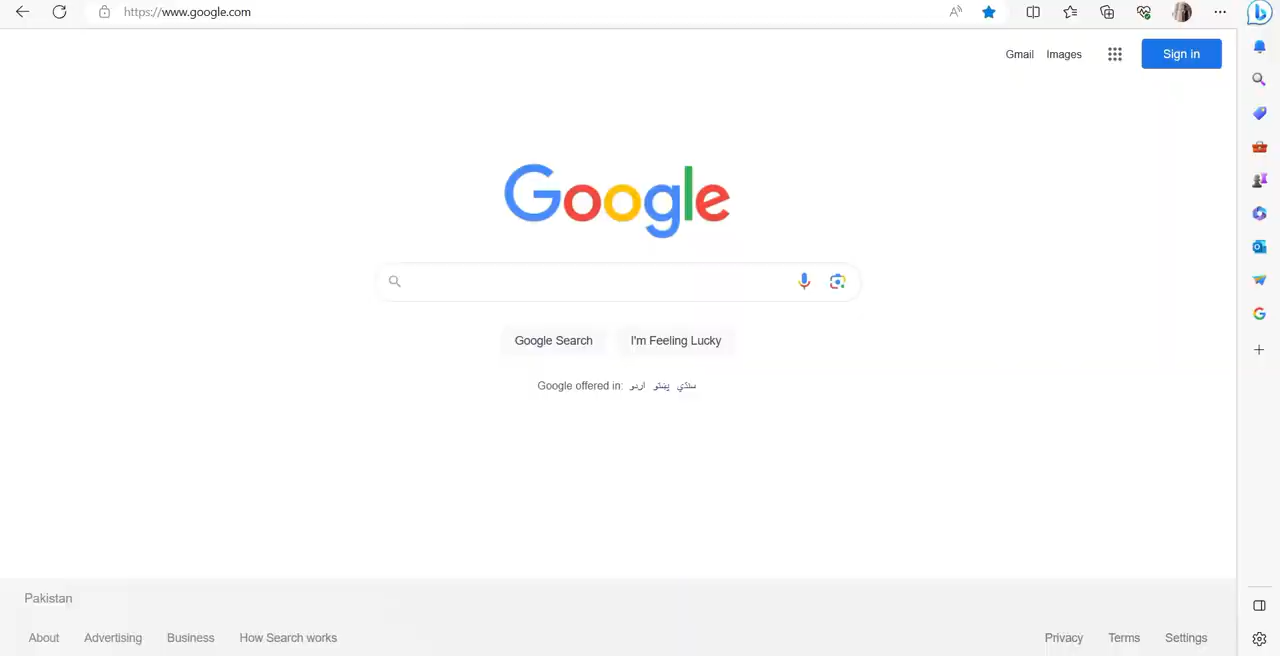 https://www.google.com
Gmail Images Sign in
Google
Google Search I'm Feeling Lucky
Google offered in: اردو پښتو سنڌي
Pakistan
About Advertising Business How Search works Privacy Terms Settings